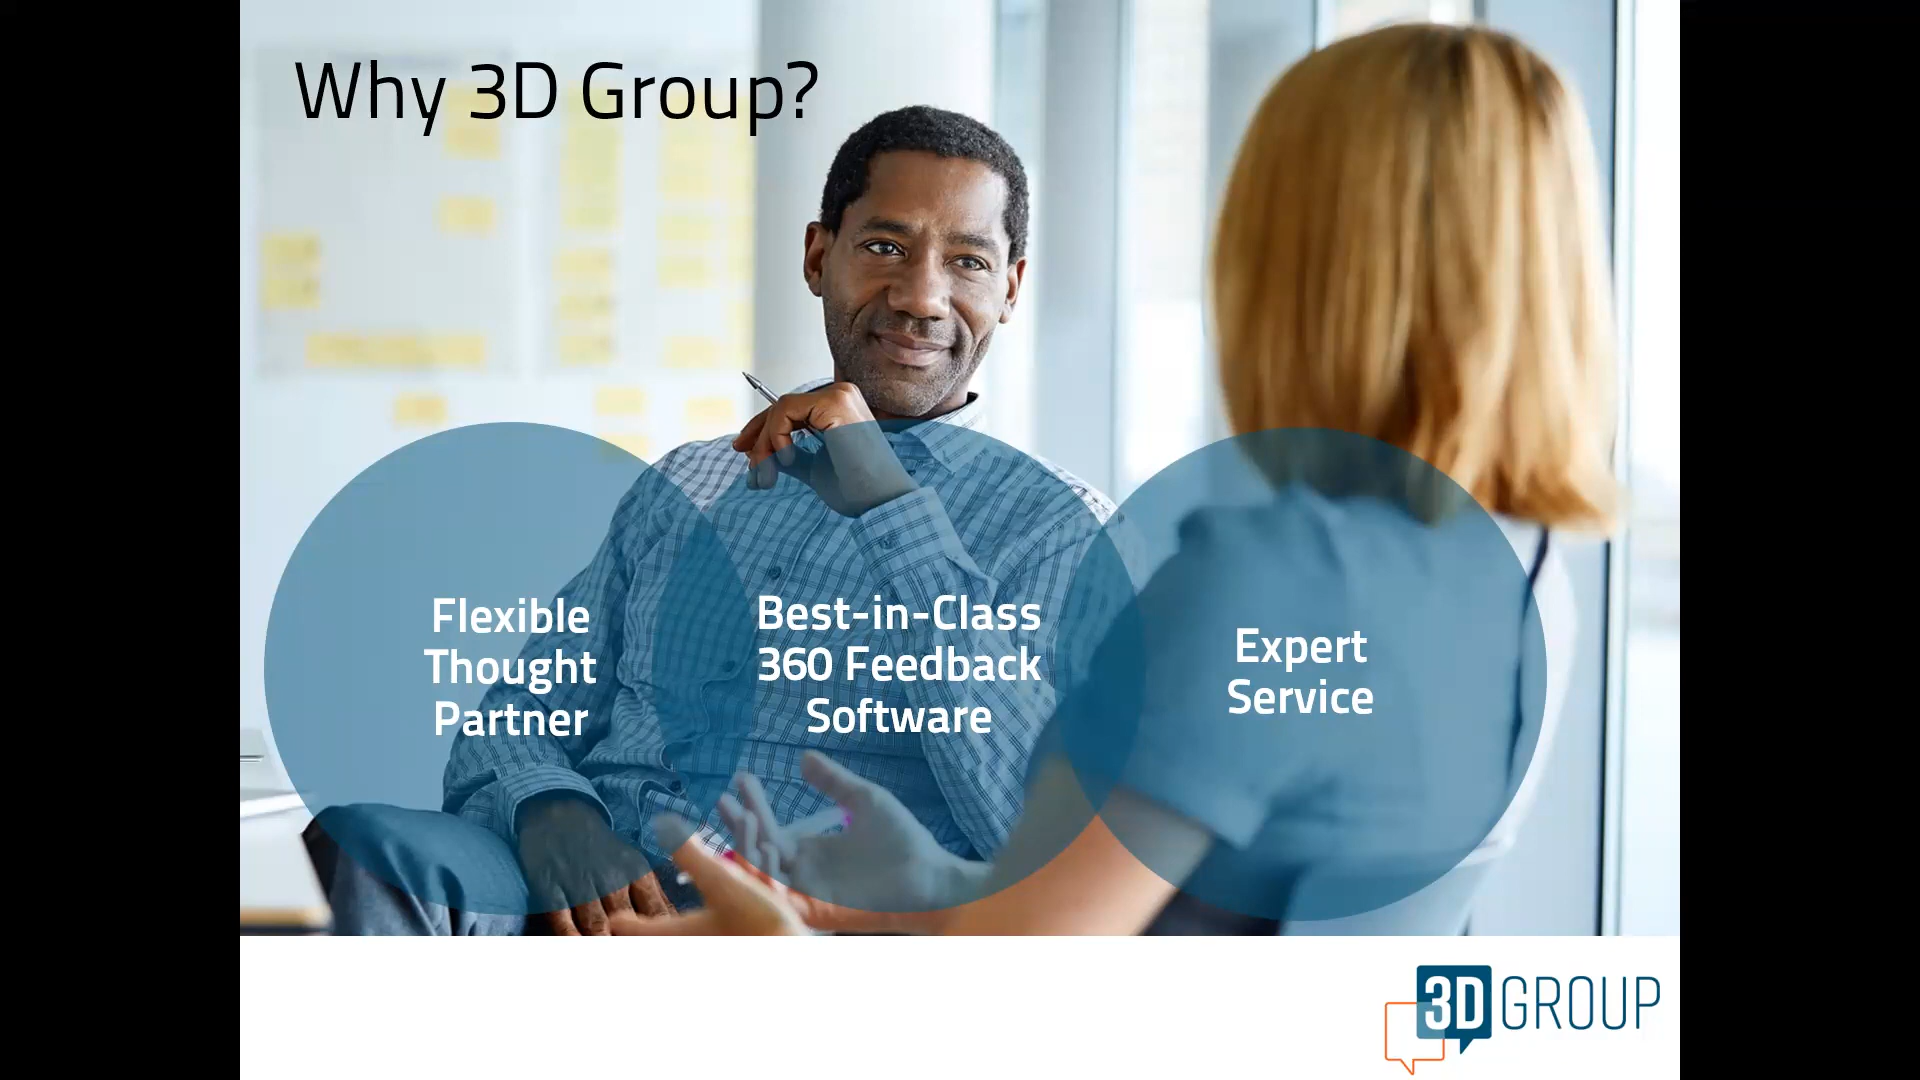 Why 3D Group?
Flexible
Thought
Partner
Best-in-Class
360 Feedback
Software
Expert
Service
3D GROUP